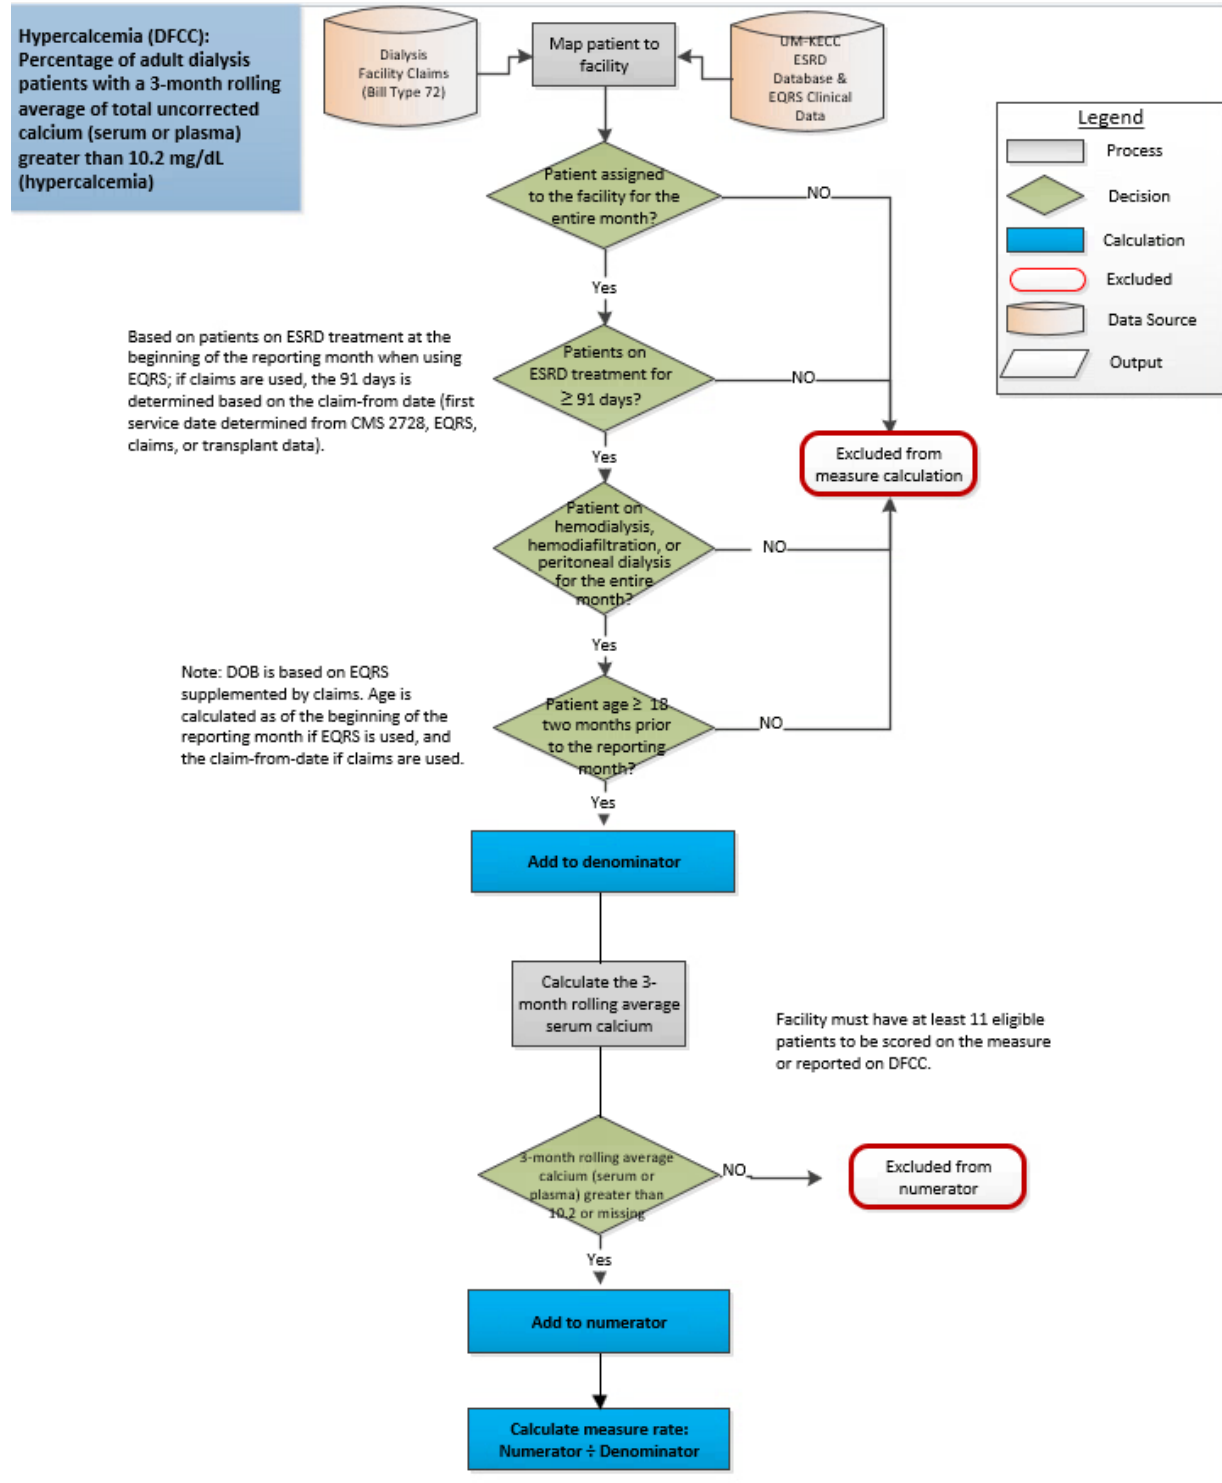 Hypercalcemia (DFCC):
Percentage of adult dialysis
patients with a 3-month rolling
average of total uncorrected
calcium (serum or plasma)
greater than 10.2 mg/dL
(hypercalcemia)
Dialysis
Facility Claims
(Bill Type 72)
Map patient to
facility
UM-KECC
ESRD
Database &
EQRS Clinical
Data
Legend
Process
Decision
Calculation
Excluded
Data Source
Output
Patient assigned
to the facility for the
entire month?
NO
Yes
Based on patients on ESRD treatment at the
beginning of the reporting month when using
EQRS; if claims are used, the 91 days is
determined based on the claim-from date (first
service date determined from CMS 2728, EQRS,
claims, or transplant data).
Patients on
ESRD treatment for
≥ 91 days?
NO
Yes
Excluded from
measure calculation
Patient on
hemodialysis,
hemodiafiltration, or
peritoneal dialysis
for the entire
month?
NO
Yes
Note: DOB is based on EQRS
supplemented by claims. Age is
calculated as of the beginning of the
reporting month if EQRS is used, and
the claim-from-date if claims are used.
Patient age ≥ 18
two months prior
to the reporting
month?
NO
Yes
Add to denominator
Calculate the 3-
month rolling average
serum calcium
Facility must have at least 11 eligible
patients to be scored on the measure
or reported on DFCC.
3-month rolling average
calcium (serum or
plasma) greater than
10.2 or missing
NO
Excluded from
numerator
Yes
Add to numerator
Calculate measure rate:
Numerator ÷ Denominator